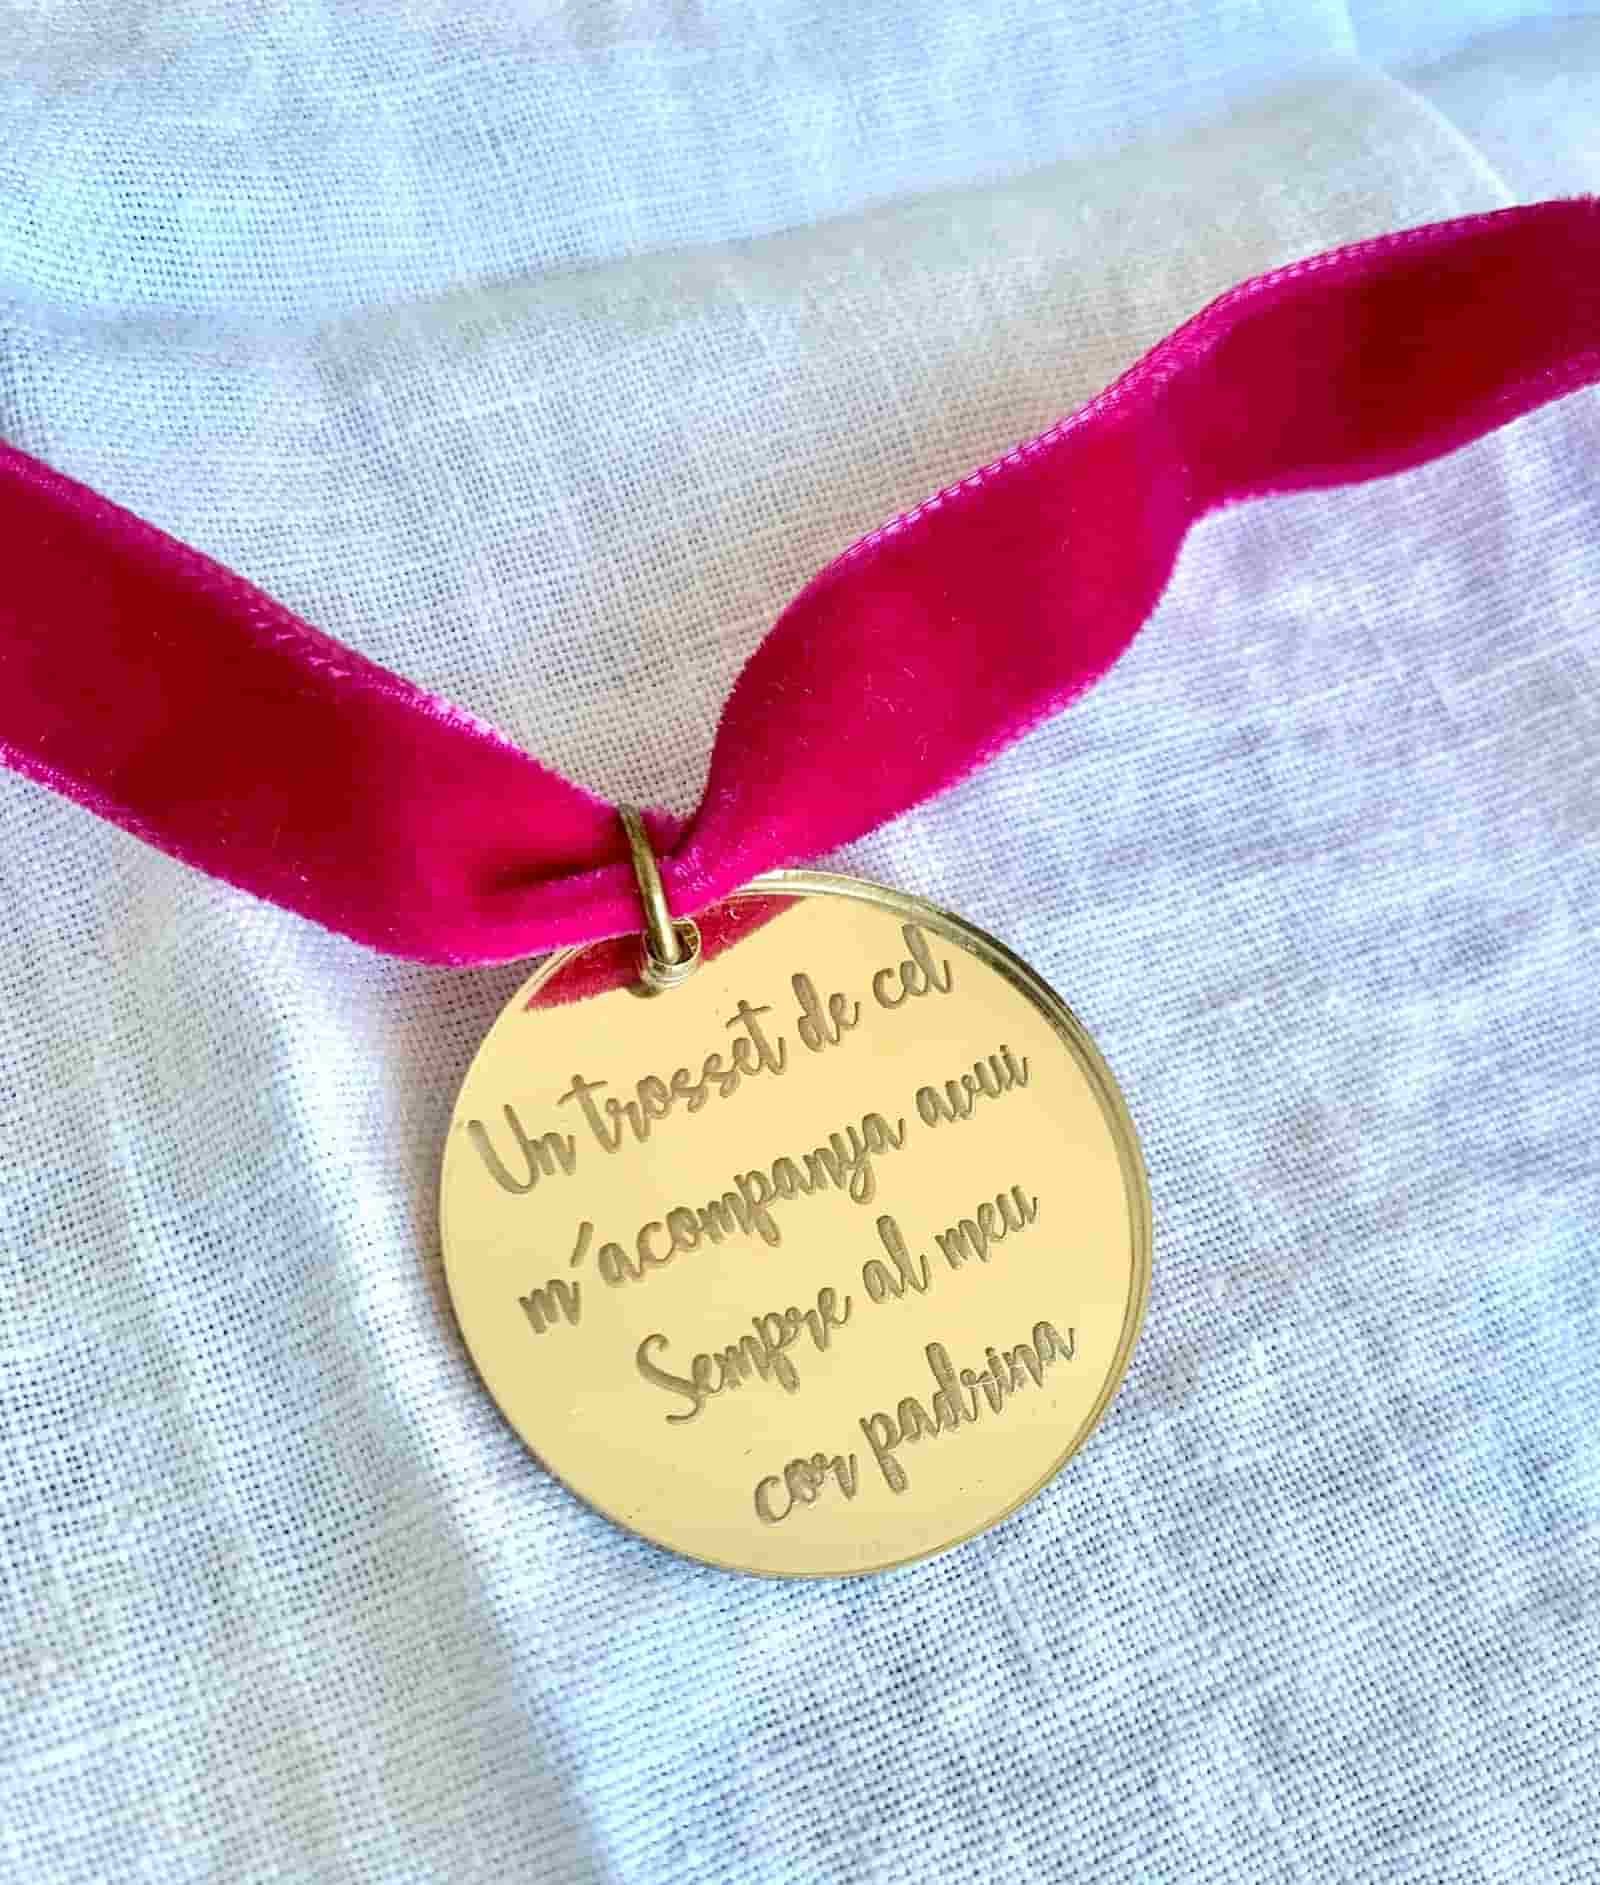 Un trosset de cel
m´acompanya avui
Sempre al meu
cor padrina